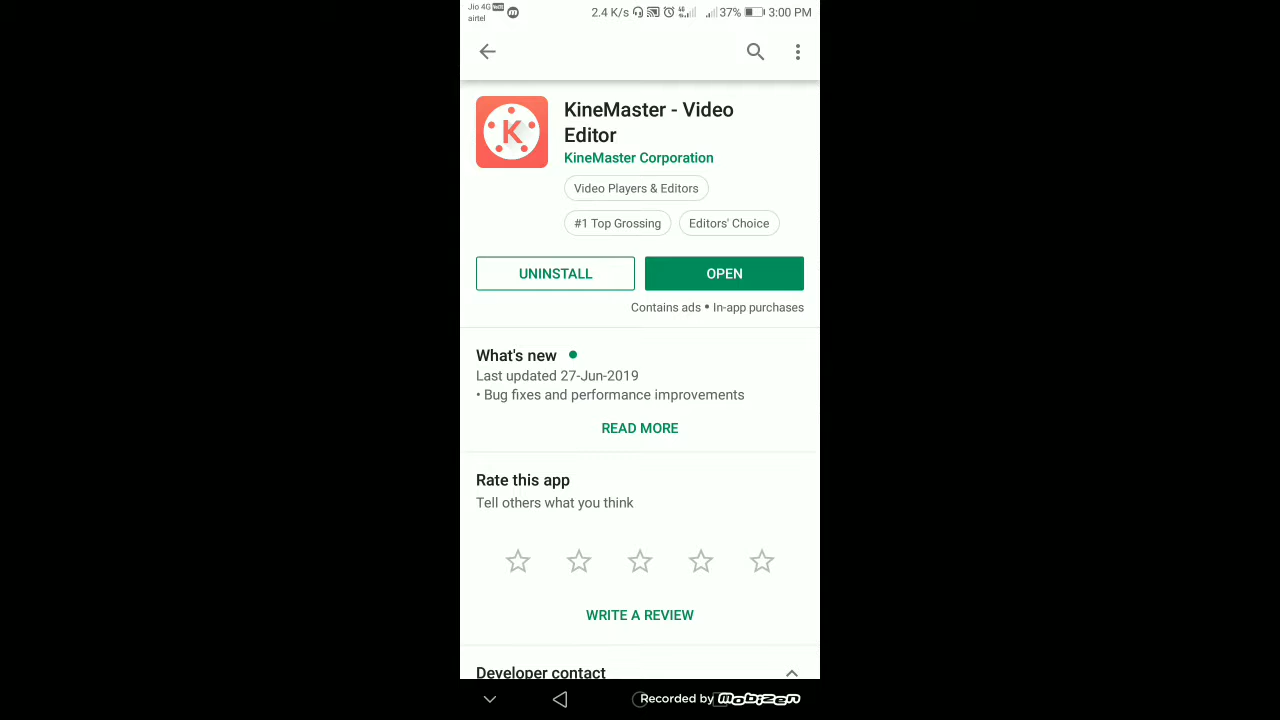 Jio 4G VoLTE m 2.4 K/s 4G 37% 3:00 PM
airtel
K
KineMaster - Video
Editor
KineMaster Corporation
Video Players & Editors
#1 Top Grossing Editors' Choice
UNINSTALL OPEN
Contains ads • In-app purchases
What's new
Last updated 27-Jun-2019
• Bug fixes and performance improvements
READ MORE
Rate this app
Tell others what you think
WRITE A REVIEW
Developer contact
Recorded by mobizen